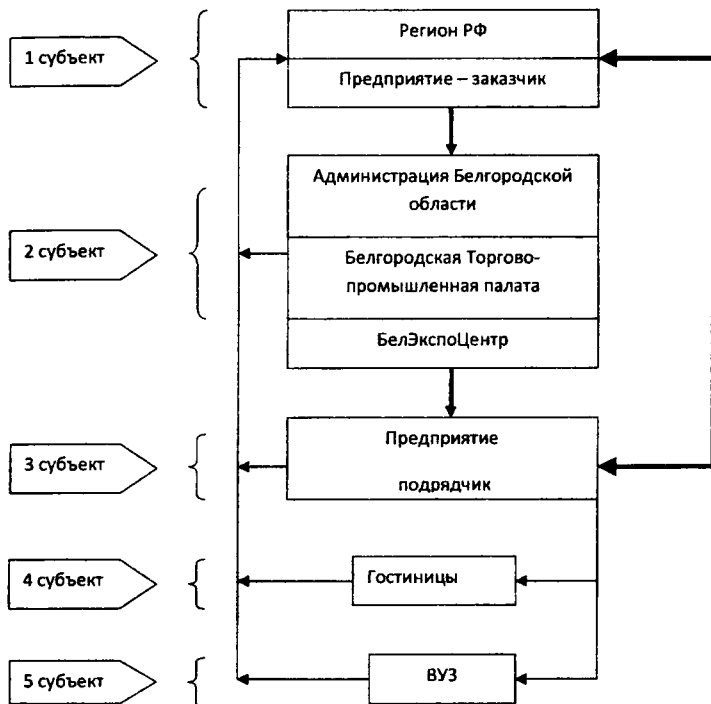 Регион РФ
1 субъект
Предприятие – заказчик
Администрация Белгородской
области
2 субъект
Белгородская Торгово-
промышленная палата
БелЭкспоЦентр
Предприятие
3 субъект
подрядчик
4 субъект
Гостиницы
5 субъект
ВУЗ